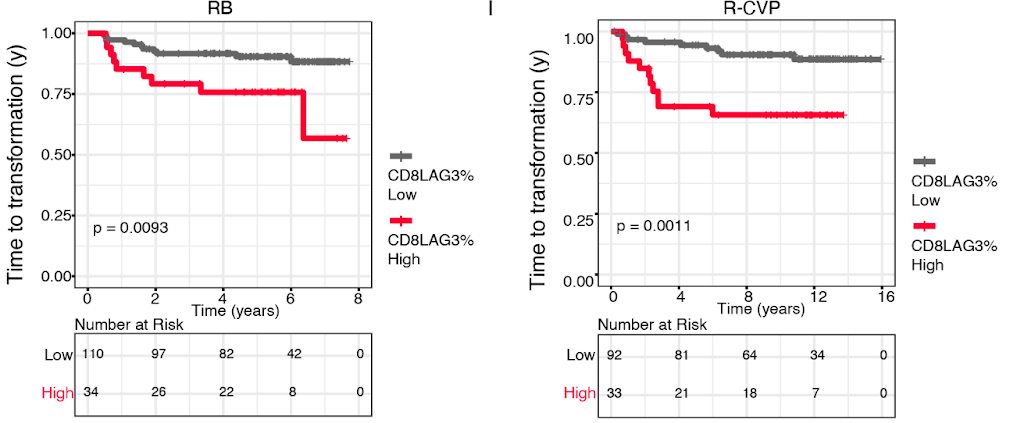 RB
Time to transformation (y)
1.00
0.75
0.50
0.25
0.00
p = 0.0093
0 2 4 6 8
Time (years)
CD8LAG3%
Low
CD8LAG3%
High
Number at Risk
Low 110 97 82 42 0
High 34 26 22 8 0
I
R-CVP
Time to transformation (y)
1.00
0.75
0.50
0.25
0.00
p = 0.0011
0 4 8 12 16
Time (years)
CD8LAG3%
Low
CD8LAG3%
High
Number at Risk
Low 92 81 64 34 0
High 33 21 18 7 0